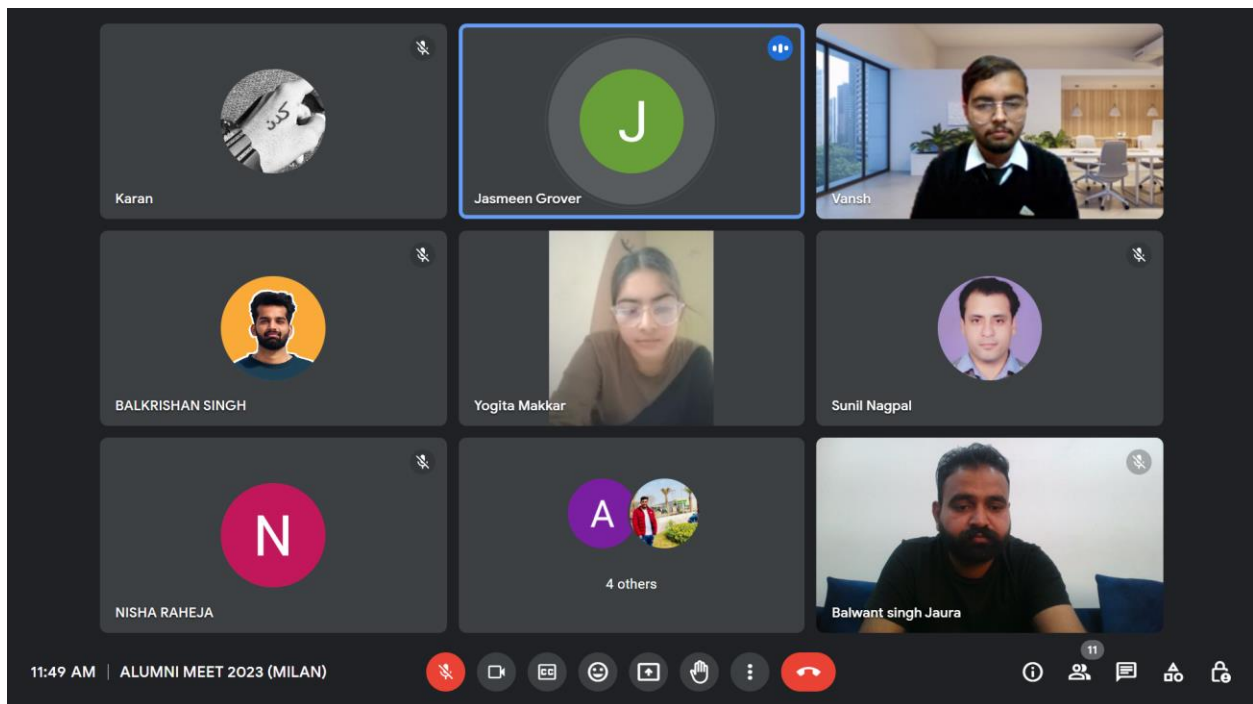 Karan
Jasmeen Grover
J
Vansh
BALKRISHAN SINGH
Yogita Makkar
Sunil Nagpal
NISHA RAHEJA
N
A
4 others
Balwant singh Jaura
11:49 AM | ALUMNI MEET 2023 (MILAN)
CC
11